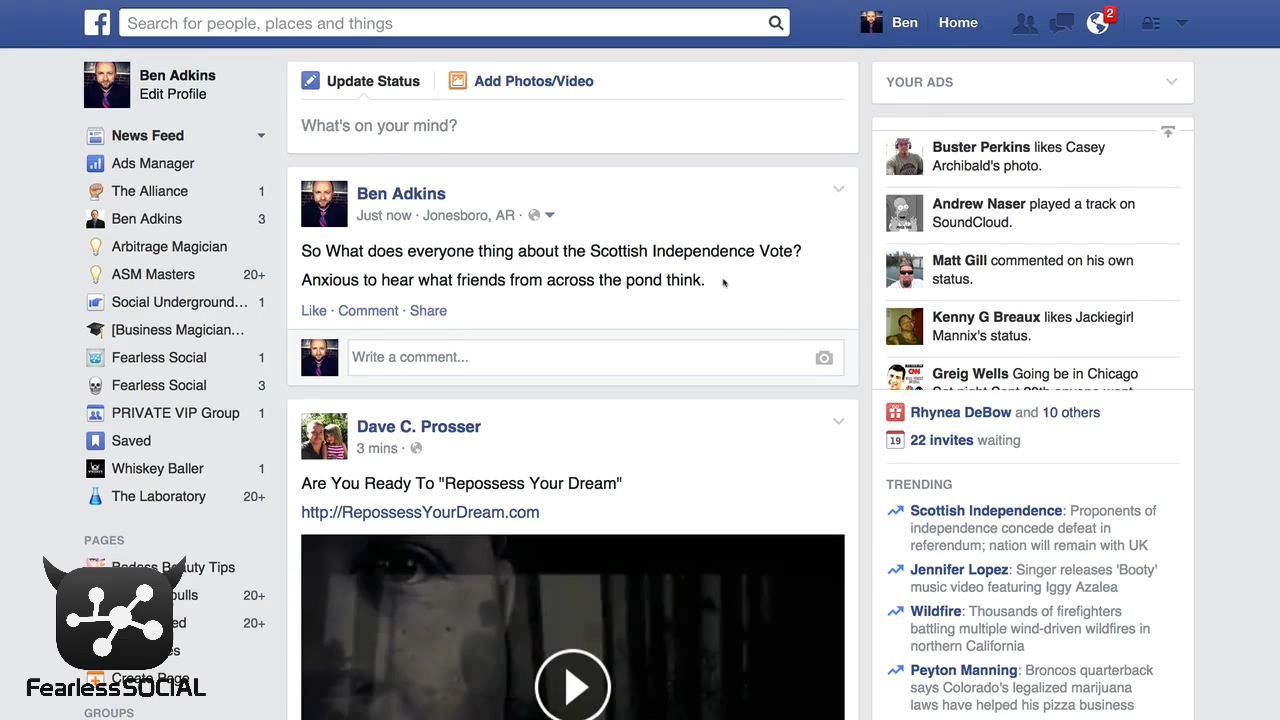 Search for people, places and things
Ben
Home
2
Ben Adkins
Edit Profile
News Feed
Ads Manager
The Alliance 1
Ben Adkins 3
Arbitrage Magician
ASM Masters 20+
Social Underground... 1
[Business Magician...
Fearless Social 1
Fearless Social 3
PRIVATE VIP Group 1
Saved
Whiskey Baller 1
The Laboratory 20+
PAGES
Beauty Tips
20+
20+
Create Page
FearlessSOCIAL
GROUPS
Update Status
Add Photos/Video
What's on your mind?
Ben Adkins
Just now · Jonesboro, AR ·
So What does everyone thing about the Scottish Independence Vote?
Anxious to hear what friends from across the pond think.
Like · Comment · Share
Write a comment...
Dave C. Prosser
3 mins ·
Are You Ready To "Repossess Your Dream"
http://RepossessYourDream.com
YOUR ADS
Buster Perkins likes Casey
Archibald's photo.
Andrew Naser played a track on
SoundCloud.
Matt Gill commented on his own
status.
Kenny G Breaux likes Jackiegirl
Mannix's status.
CNN
Greig Wells Going be in Chicago
Rhynea DeBow and 10 others
19
22 invites waiting
TRENDING
Scottish Independence: Proponents of
independence concede defeat in
referendum; nation will remain with UK
Jennifer Lopez: Singer releases 'Booty'
music video featuring Iggy Azalea
Wildfire: Thousands of firefighters
battling multiple wind-driven wildfires in
northern California
Peyton Manning: Broncos quarterback
says Colorado's legalized marijuana
laws have helped his pizza business